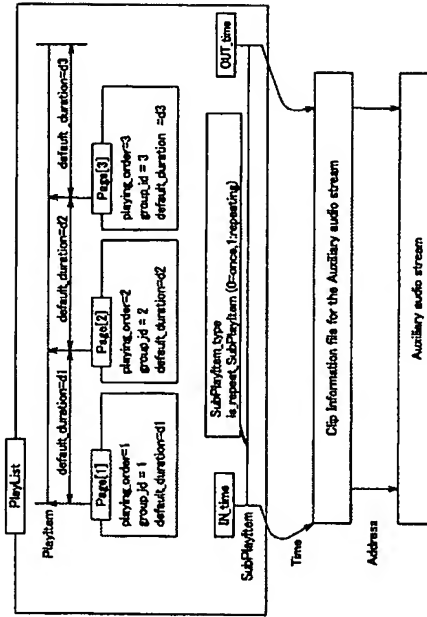 PlayList
PlayItem
default_duration=d1
default_duration=d2
default_duration=d3
Page[1]
playing_order=1
group_id = 1
default_duration=d1
Page[2]
playing_order=2
group_id = 2
default_duration=d2
Page[3]
playing_order=3
group_id = 3
default_duration =d3
SubPlayItem
IN_time
SubPlayItem_type
is_repeat_SubPlayItem (0=once,1:repeating)
OUT_time
Time
Clip Information file for the Auxiliary audio stream
Address
Auxiliary audio stream